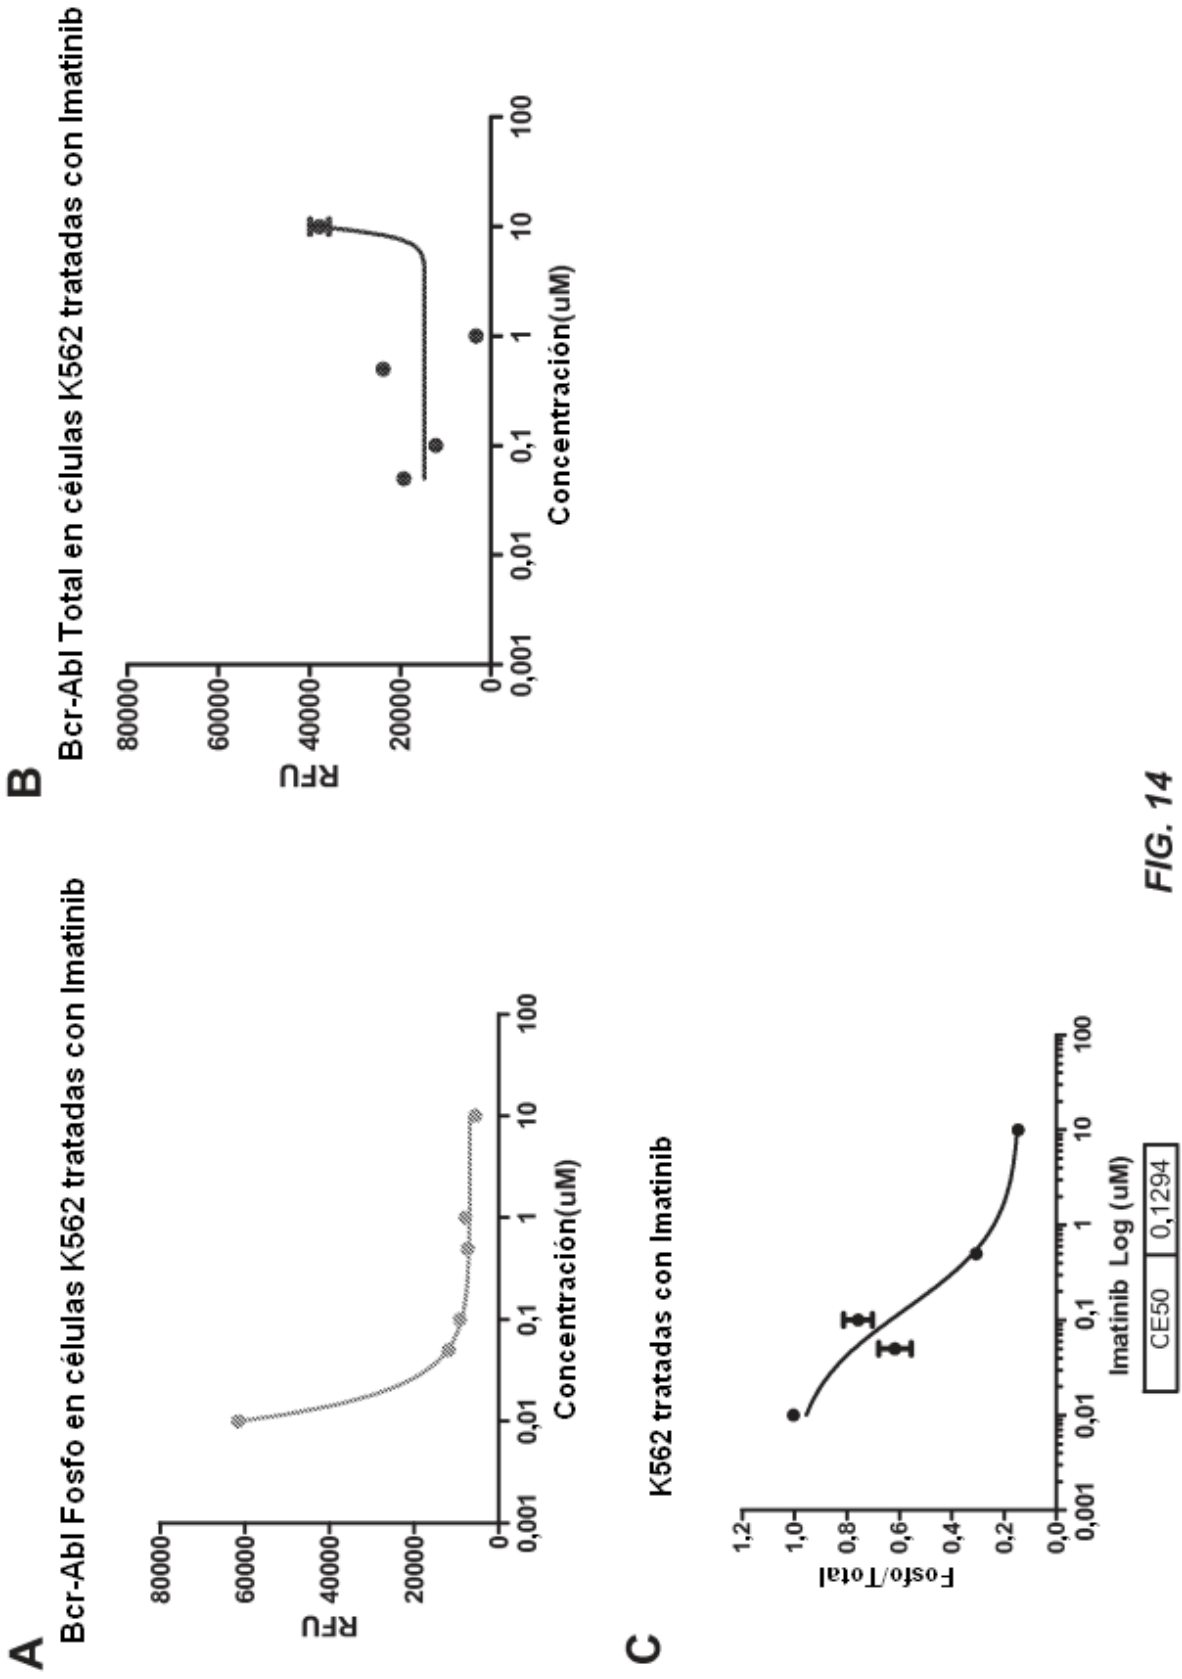 A
Bcr-Abl Fosfo en células K562 tratadas con Imatinib
80000
60000
40000
20000
0
RFU
0,001 0,01 0,1 1 10 100
Concentración(uM)
B
Bcr-Abl Total en células K562 tratadas con Imatinib
80000
60000
40000
20000
0
RFU
0,001 0,01 0,1 1 10 100
Concentración(uM)
C
K562 tratadas con Imatinib
1,2
1,0
0,8
0,6
0,4
0,2
0,0
Fosfo/Total
0,001 0,01 0,1 1 10 100
Imatinib Log (uM)
CE50 0,1294
FIG. 14